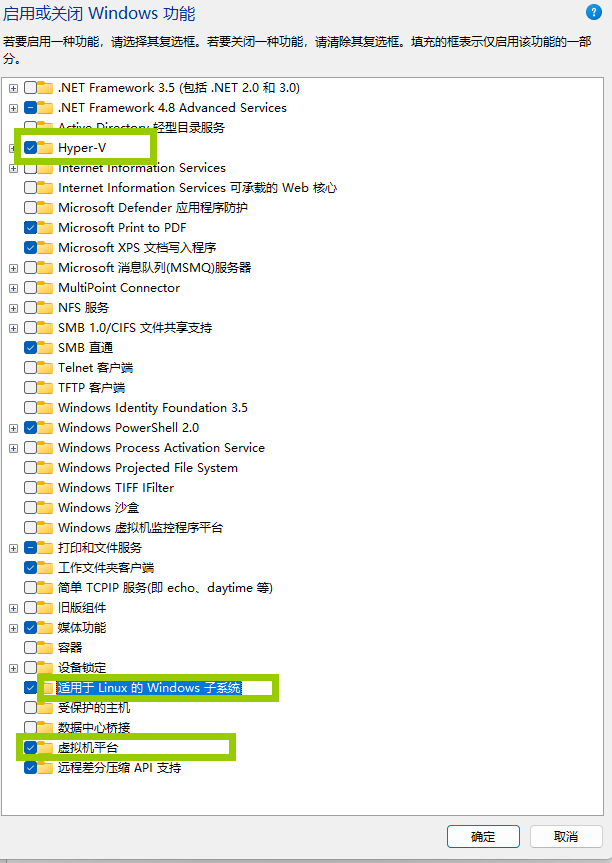 启用或关闭 Windows 功能
?
若要启用一种功能，请选择其复选框。若要关闭一种功能，请清除其复选框。填充的框表示仅启用该功能的一部
分。
.NET Framework 3.5 (包括 .NET 2.0 和 3.0)
.NET Framework 4.8 Advanced Services
Active Directory 轻型目录服务
Hyper-V
Internet Information Services
Internet Information Services 可承载的 Web 核心
Microsoft Defender 应用程序防护
Microsoft Print to PDF
Microsoft XPS 文档写入程序
Microsoft 消息队列(MSMQ)服务器
MultiPoint Connector
NFS 服务
SMB 1.0/CIFS 文件共享支持
SMB 直通
Telnet 客户端
TFTP 客户端
Windows Identity Foundation 3.5
Windows PowerShell 2.0
Windows Process Activation Service
Windows Projected File System
Windows TIFF IFilter
Windows 沙盒
Windows 虚拟机监控程序平台
打印和文件服务
工作文件夹客户端
简单 TCPIP 服务(即 echo、daytime 等)
旧版组件
媒体功能
容器
设备锁定
适用于 Linux 的 Windows 子系统
受保护的主机
数据中心桥接
虚拟机平台
远程差分压缩 API 支持
确定
取消